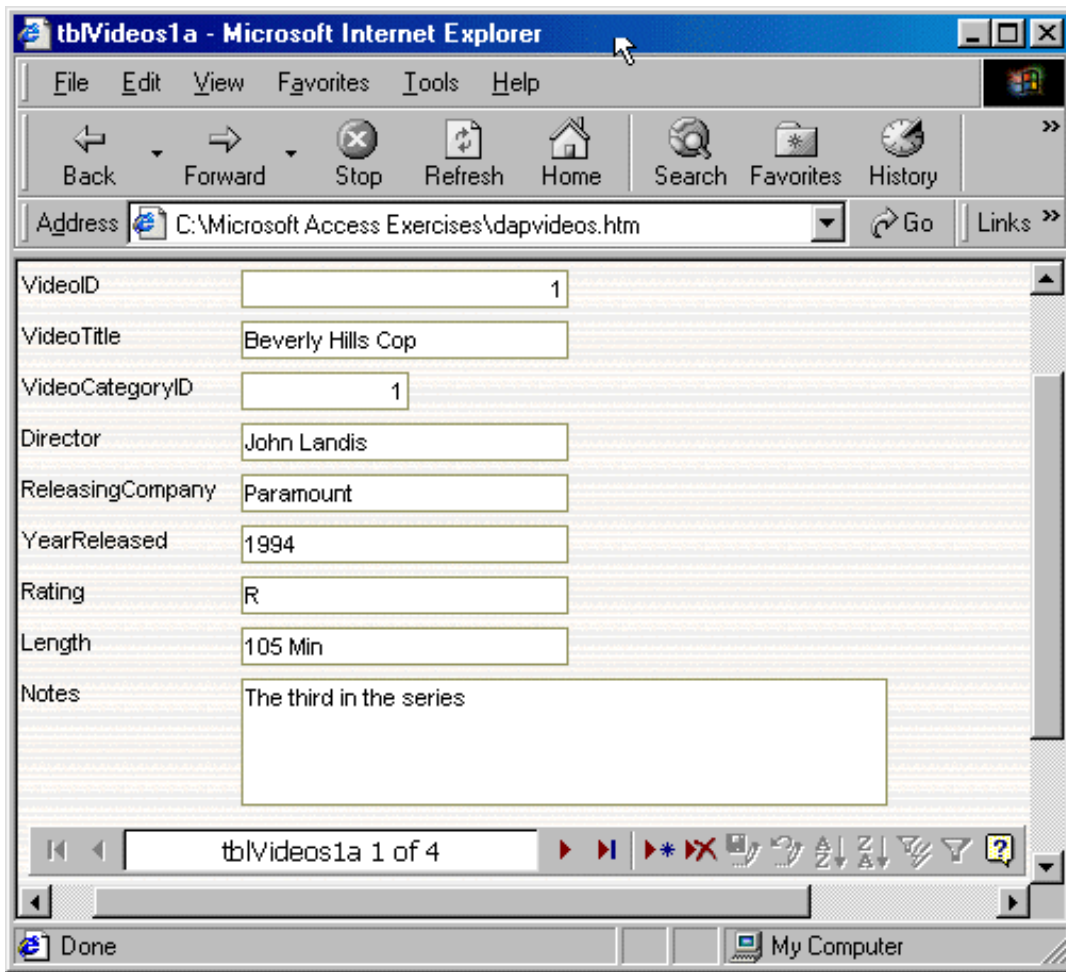 tblVideos1a - Microsoft Internet Explorer
File Edit View Favorites Tools Help
Back Forward Stop Refresh Home Search Favorites History »
Address C:\Microsoft Access Exercises\dapvideos.htm Go Links »
VideoID 1
VideoTitle Beverly Hills Cop
VideoCategoryID 1
Director John Landis
ReleasingCompany Paramount
YearReleased 1994
Rating R
Length 105 Min
Notes The third in the series
tblVideos1a 1 of 4
Done My Computer